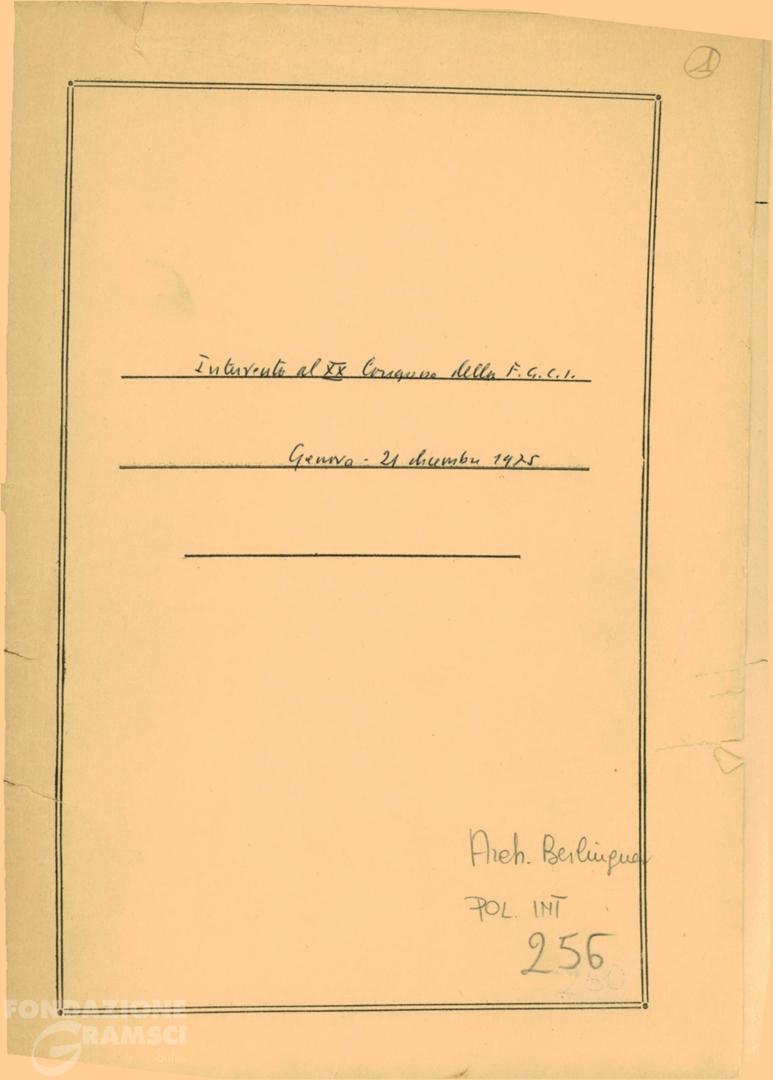 1
Intervento al XX Congresso della F.G.C.I.
Genova - 21 dicembre 1975
Arch. Berlinguer
POL. INT
256
FONDAZIONE
GRAMSCI